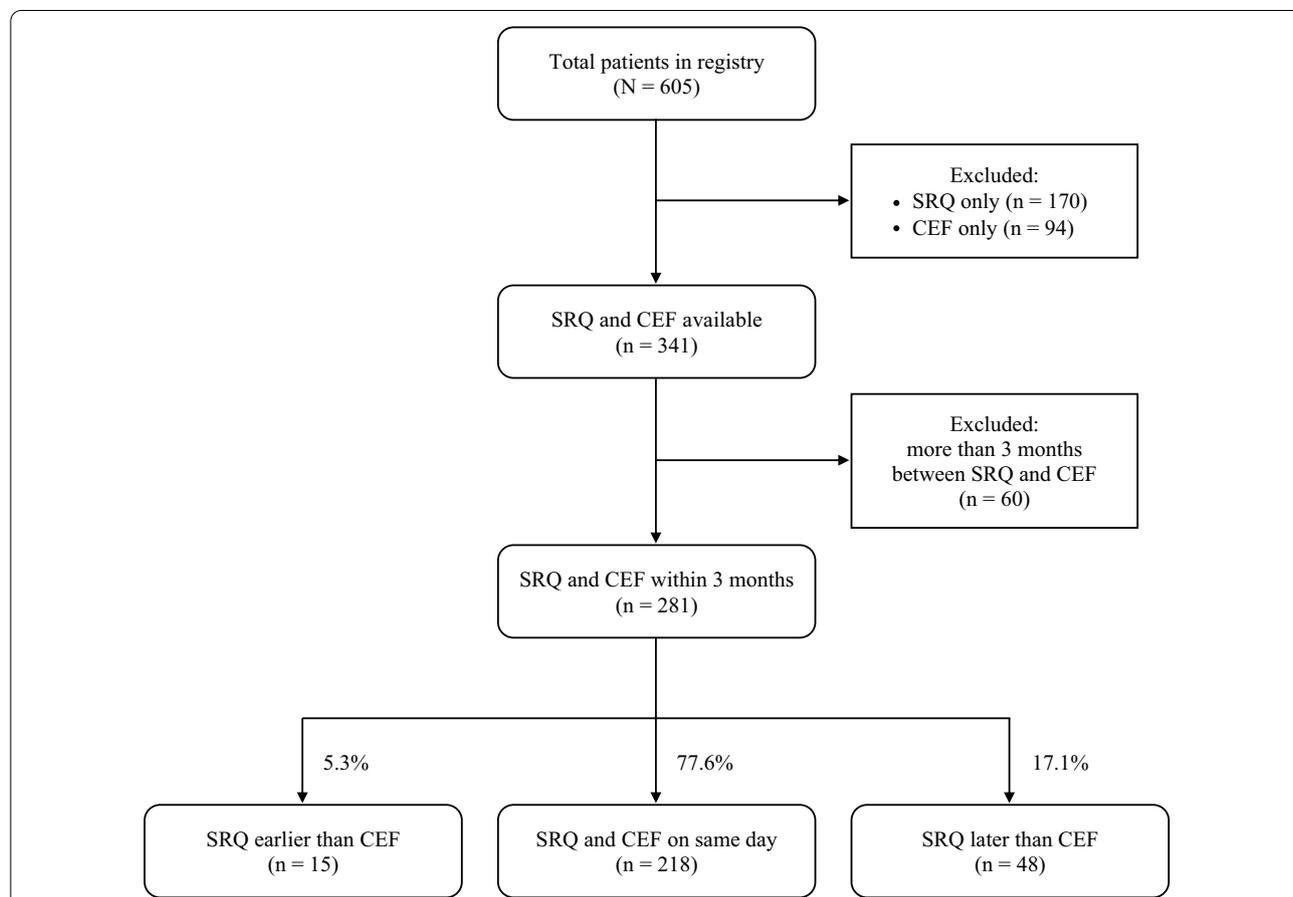 Total patients in registry
(N = 605)
Excluded:
• SRQ only (n = 170)
• CEF only (n = 94)
SRQ and CEF available
(n = 341)
Excluded:
more than 3 months
between SRQ and CEF
(n = 60)
SRQ and CEF within 3 months
(n = 281)
5.3%
77.6%
17.1%
SRQ earlier than CEF
(n = 15)
SRQ and CEF on same day
(n = 218)
SRQ later than CEF
(n = 48)